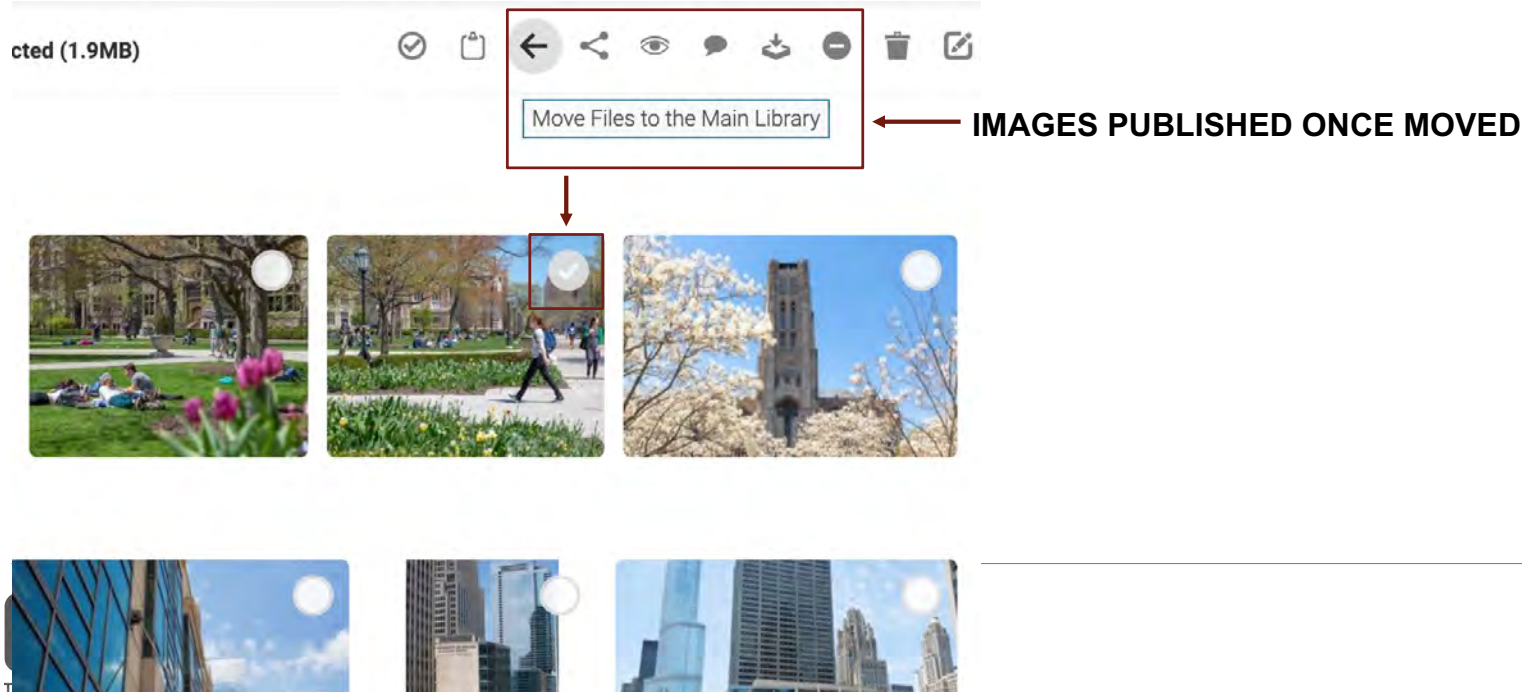 cted (1.9MB)
Move Files to the Main Library
IMAGES PUBLISHED ONCE MOVED